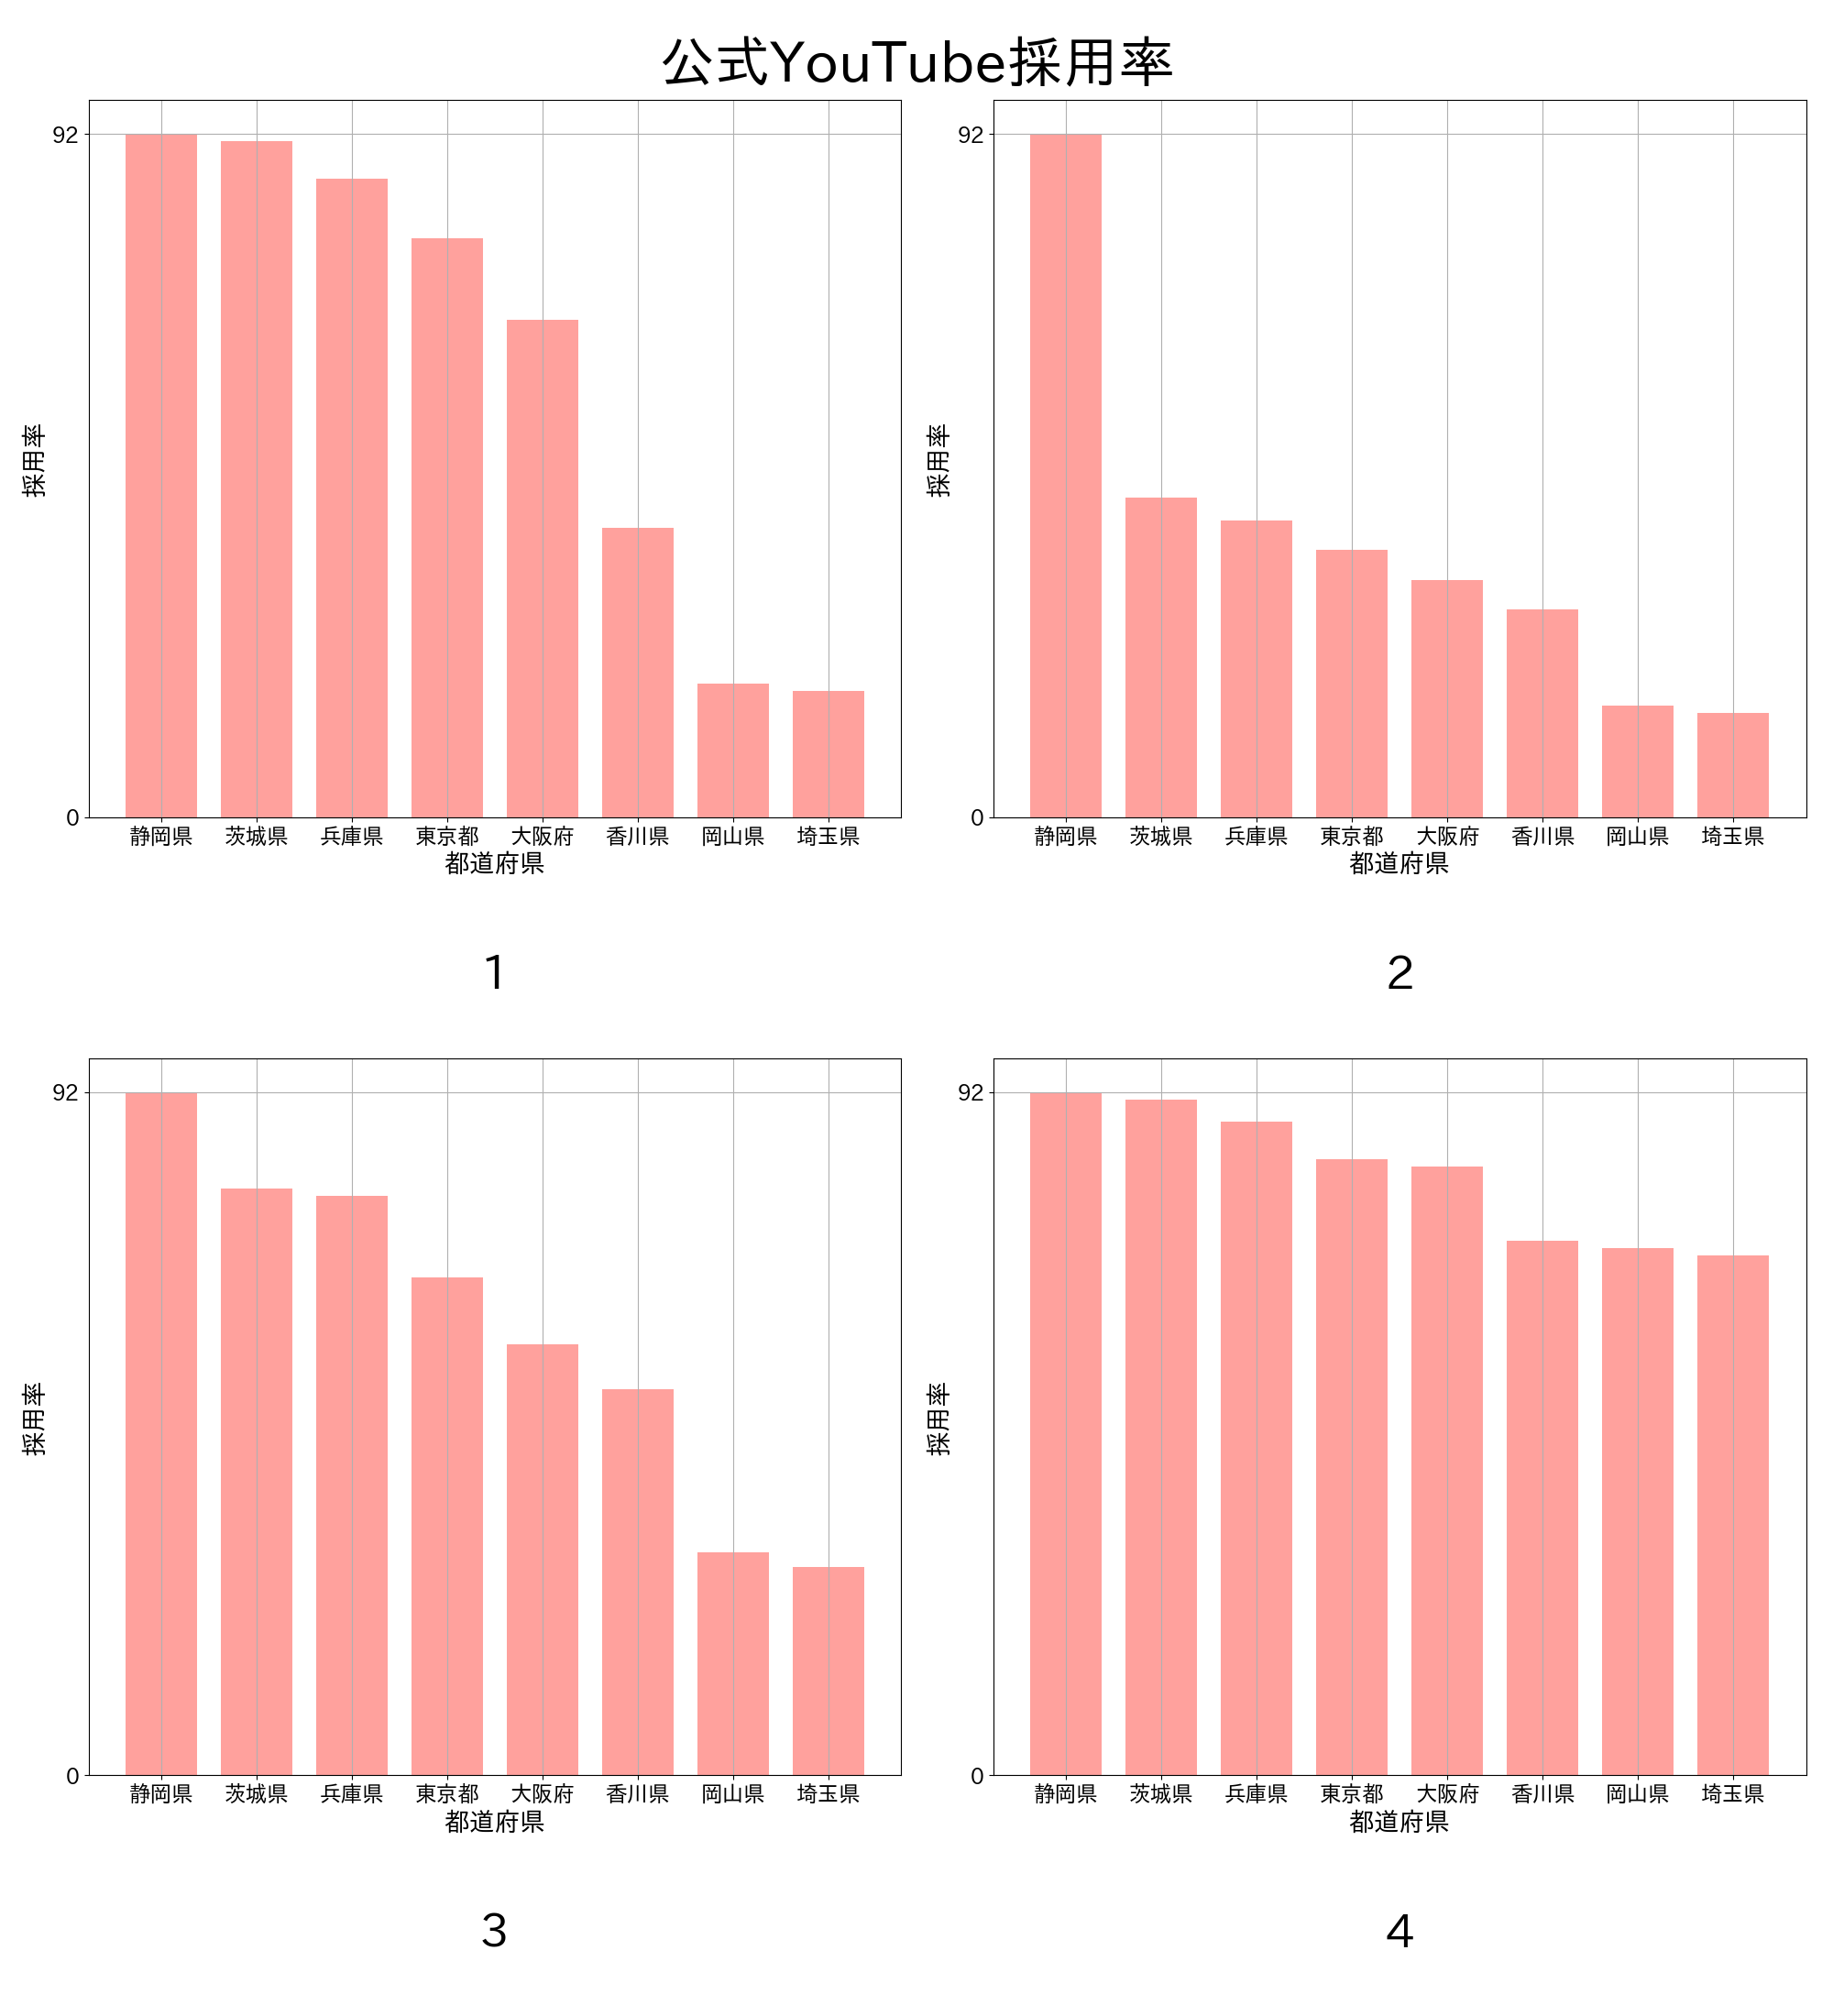 公式YouTube採用率
92
0
採用率
静岡県 茨城県 兵庫県 東京都 大阪府 香川県 岡山県 埼玉県
都道府県
1
92
0
採用率
静岡県 茨城県 兵庫県 東京都 大阪府 香川県 岡山県 埼玉県
都道府県
2
92
0
採用率
静岡県 茨城県 兵庫県 東京都 大阪府 香川県 岡山県 埼玉県
都道府県
3
92
0
採用率
静岡県 茨城県 兵庫県 東京都 大阪府 香川県 岡山県 埼玉県
都道府県
4